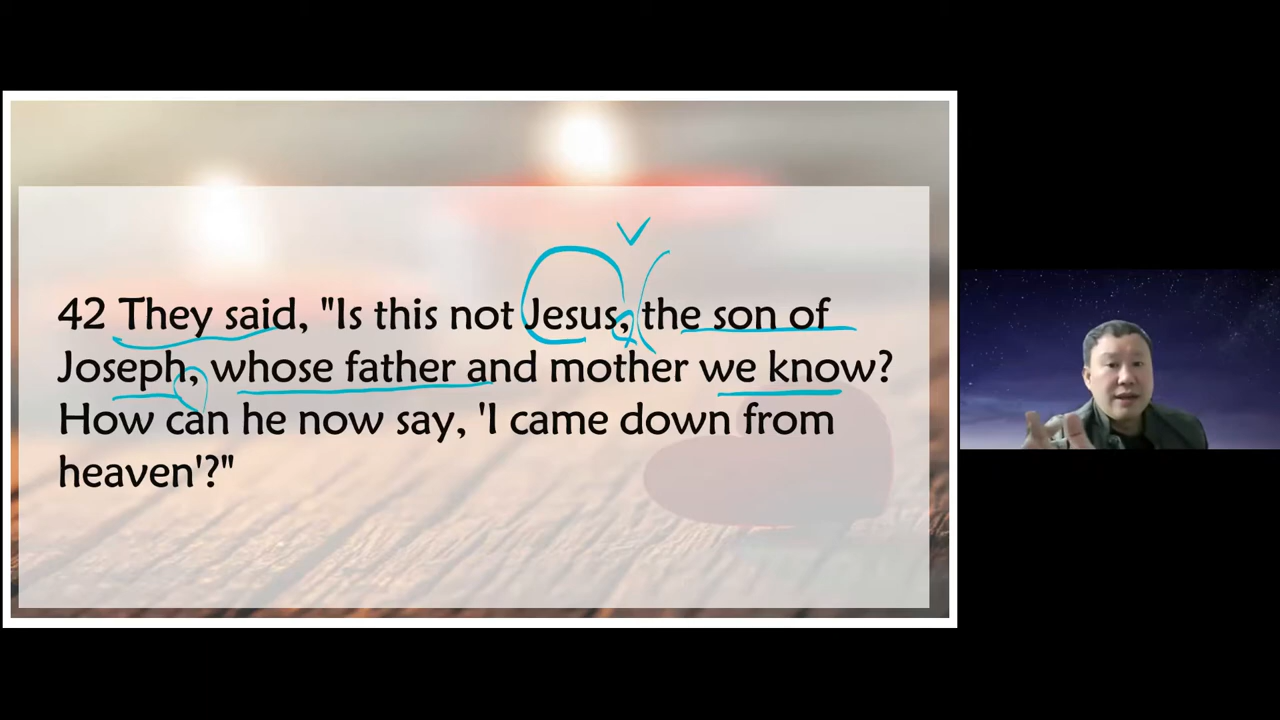 42 They said, "Is this not Jesus, the son of
Joseph, whose father and mother we know?
How can he now say, 'I came down from
heaven'?"